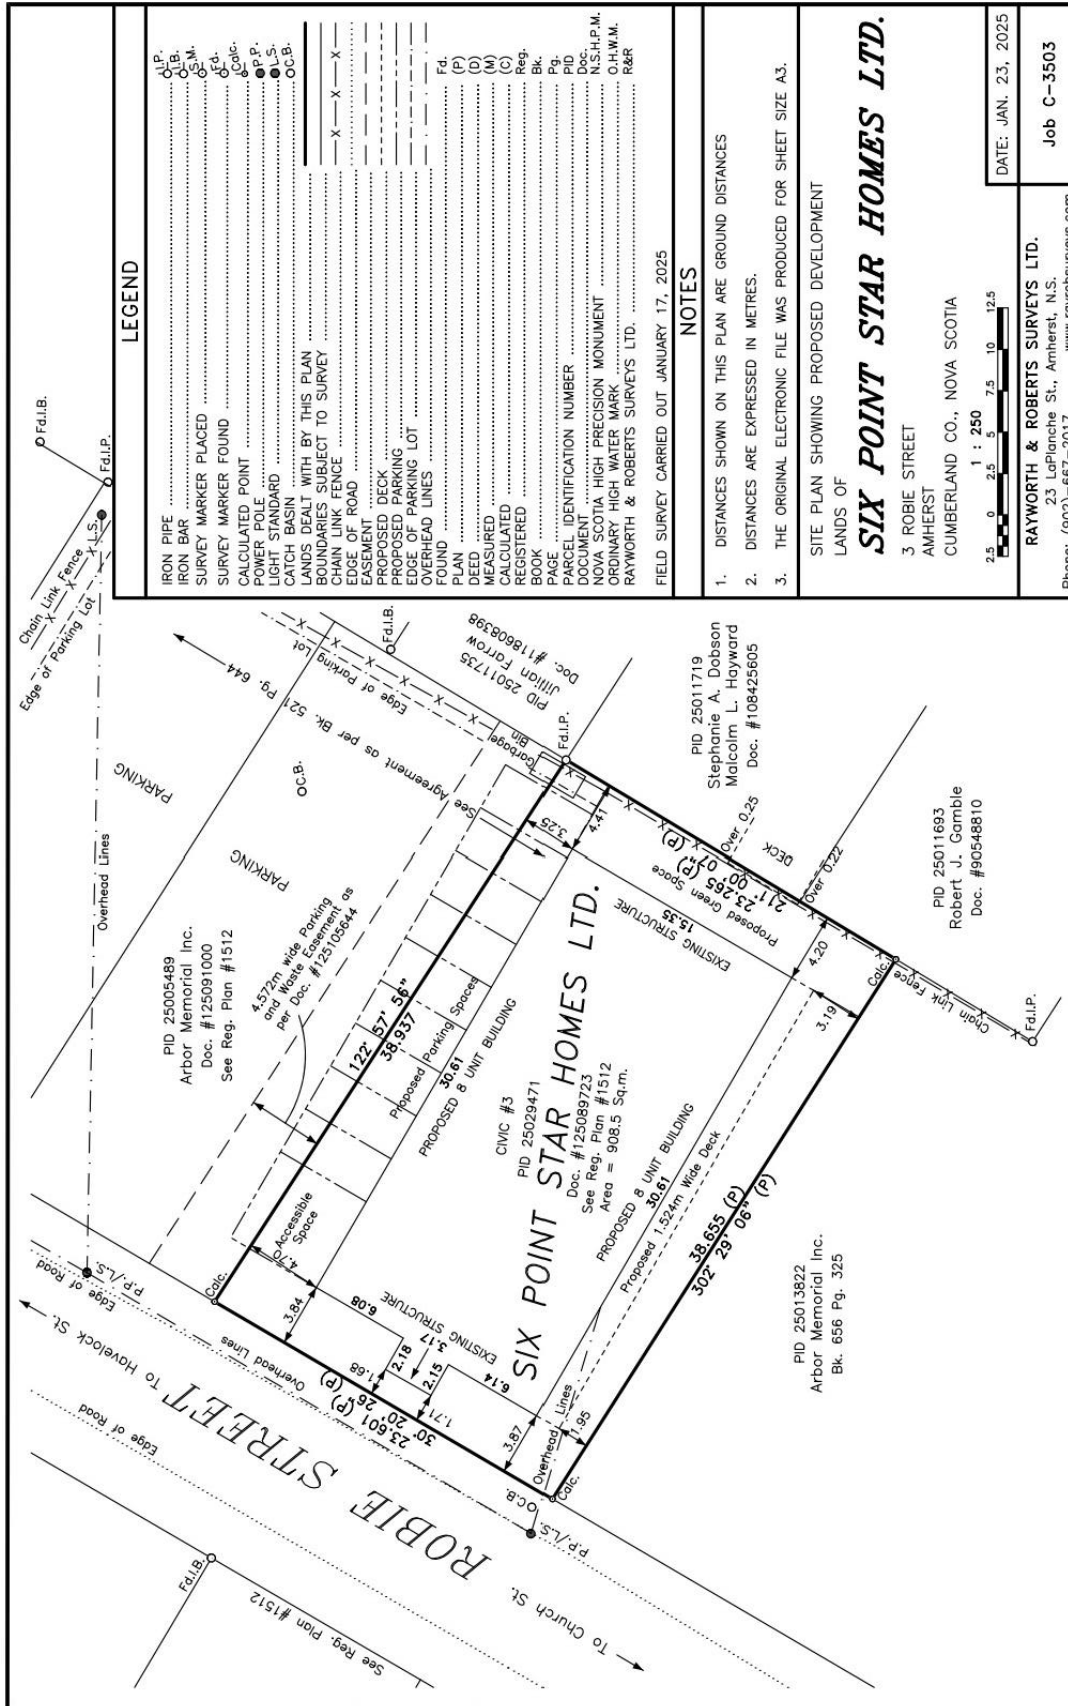 LEGEND
IRON PIPE I.P.
IRON BAR I.B.
SURVEY MARKER PLACED S.M.
SURVEY MARKER FOUND Fd.
CALCULATED POINT Calc.
POWER POLE P.P.
LIGHT STANDARD L.S.
CATCH BASIN C.B.
LANDS DEALT WITH BY THIS PLAN
BOUNDARIES SUBJECT TO SURVEY
CHAIN LINK FENCE X X X
EDGE OF ROAD
EASEMENT
PROPOSED DECK
PROPOSED PARKING
EDGE OF PARKING LOT
OVERHEAD LINES
FOUND Fd.
PLAN (P)
DEED (D)
MEASURED (M)
CALCULATED (C)
REGISTERED Reg.
BOOK Bk.
PAGE Pg.
PARCEL IDENTIFICATION NUMBER PID
DOCUMENT Doc.
NOVA SCOTIA HIGH PRECISION MONUMENT N.S.H.P.M.
ORDINARY HIGH WATER MARK O.H.W.M.
RAYWORTH & ROBERTS SURVEYS LTD. R&R
FIELD SURVEY CARRIED OUT JANUARY 17, 2025
NOTES
1. DISTANCES SHOWN ON THIS PLAN ARE GROUND DISTANCES
2. DISTANCES ARE EXPRESSED IN METRES.
3. THE ORIGINAL ELECTRONIC FILE WAS PRODUCED FOR SHEET SIZE A3.
SITE PLAN SHOWING PROPOSED DEVELOPMENT
LANDS OF
SIX POINT STAR HOMES LTD.
3 ROBIE STREET
AMHERST
CUMBERLAND CO., NOVA SCOTIA
1 : 250
2.5 0 2.5 5 7.5 10 12.5
DATE: JAN. 23, 2025
RAYWORTH & ROBERTS SURVEYS LTD.
23 LaPlanche St., Amherst, N.S.
Phone: (902)-667-2017
Job C-3503
Fd.I.B.
Fd.I.P.
L.S.
Chain Link Fence
Edge of Parking Lot
Overhead Lines
PARKING
PARKING
C.B.
See Agreement as per Bk. 521 Pg. 644
Edge of Parking Lot
Fd.I.B.
PID 25011735
Jillian Farrow
Doc. #118608398
Garbage Bin
Fd.I.P.
PID 25005489
Arbor Memorial Inc.
Doc. #125091000
See Reg. Plan #1512
4.572m wide Parking
and Waste Easement as
per Doc. #125105644
122° 57' 56"
38.937
Proposed Parking Spaces
Accessible
Space
30.61
PROPOSED 8 UNIT BUILDING
3.25
4.41
EXISTING STRUCTURE
15.35
Proposed Green Space
23.265 (P)
211° 00' 07" (P)
Over 0.25
DECK
Over 0.22
PID 25011719
Stephanie A. Dobson
Malcolm L. Hayward
Doc. #108425605
PID 25011693
Robert J. Gamble
Doc. #90548810
4.20
3.19
Calc.
Chain Link Fence
Fd.I.P.
CIVIC #3
PID 25029471
SIX POINT STAR HOMES LTD.
Doc. #125089723
See Reg. Plan #1512
Area = 908.5 Sq.m.
PROPOSED 8 UNIT BUILDING
30.61
Proposed 1.524m Wide Deck
38.655 (P)
302° 29' 06" (P)
PID 25013822
Arbor Memorial Inc.
Bk. 656 Pg. 325
P.P./L.S.
Calc.
4.70
3.84
6.08
EXISTING STRUCTURE
3.17
2.18
1.68
2.15
1.71
6.14
3.87
1.95
Overhead Lines
23.601 (P)
30° 20' 26" (P)
Overhead Lines
C.B.
Calc.
P.P./L.S.
Edge of Road
To Havelock St.
ROBIE STREET
Edge of Road
To Church St.
Fd.I.B.
See Reg. Plan #1512